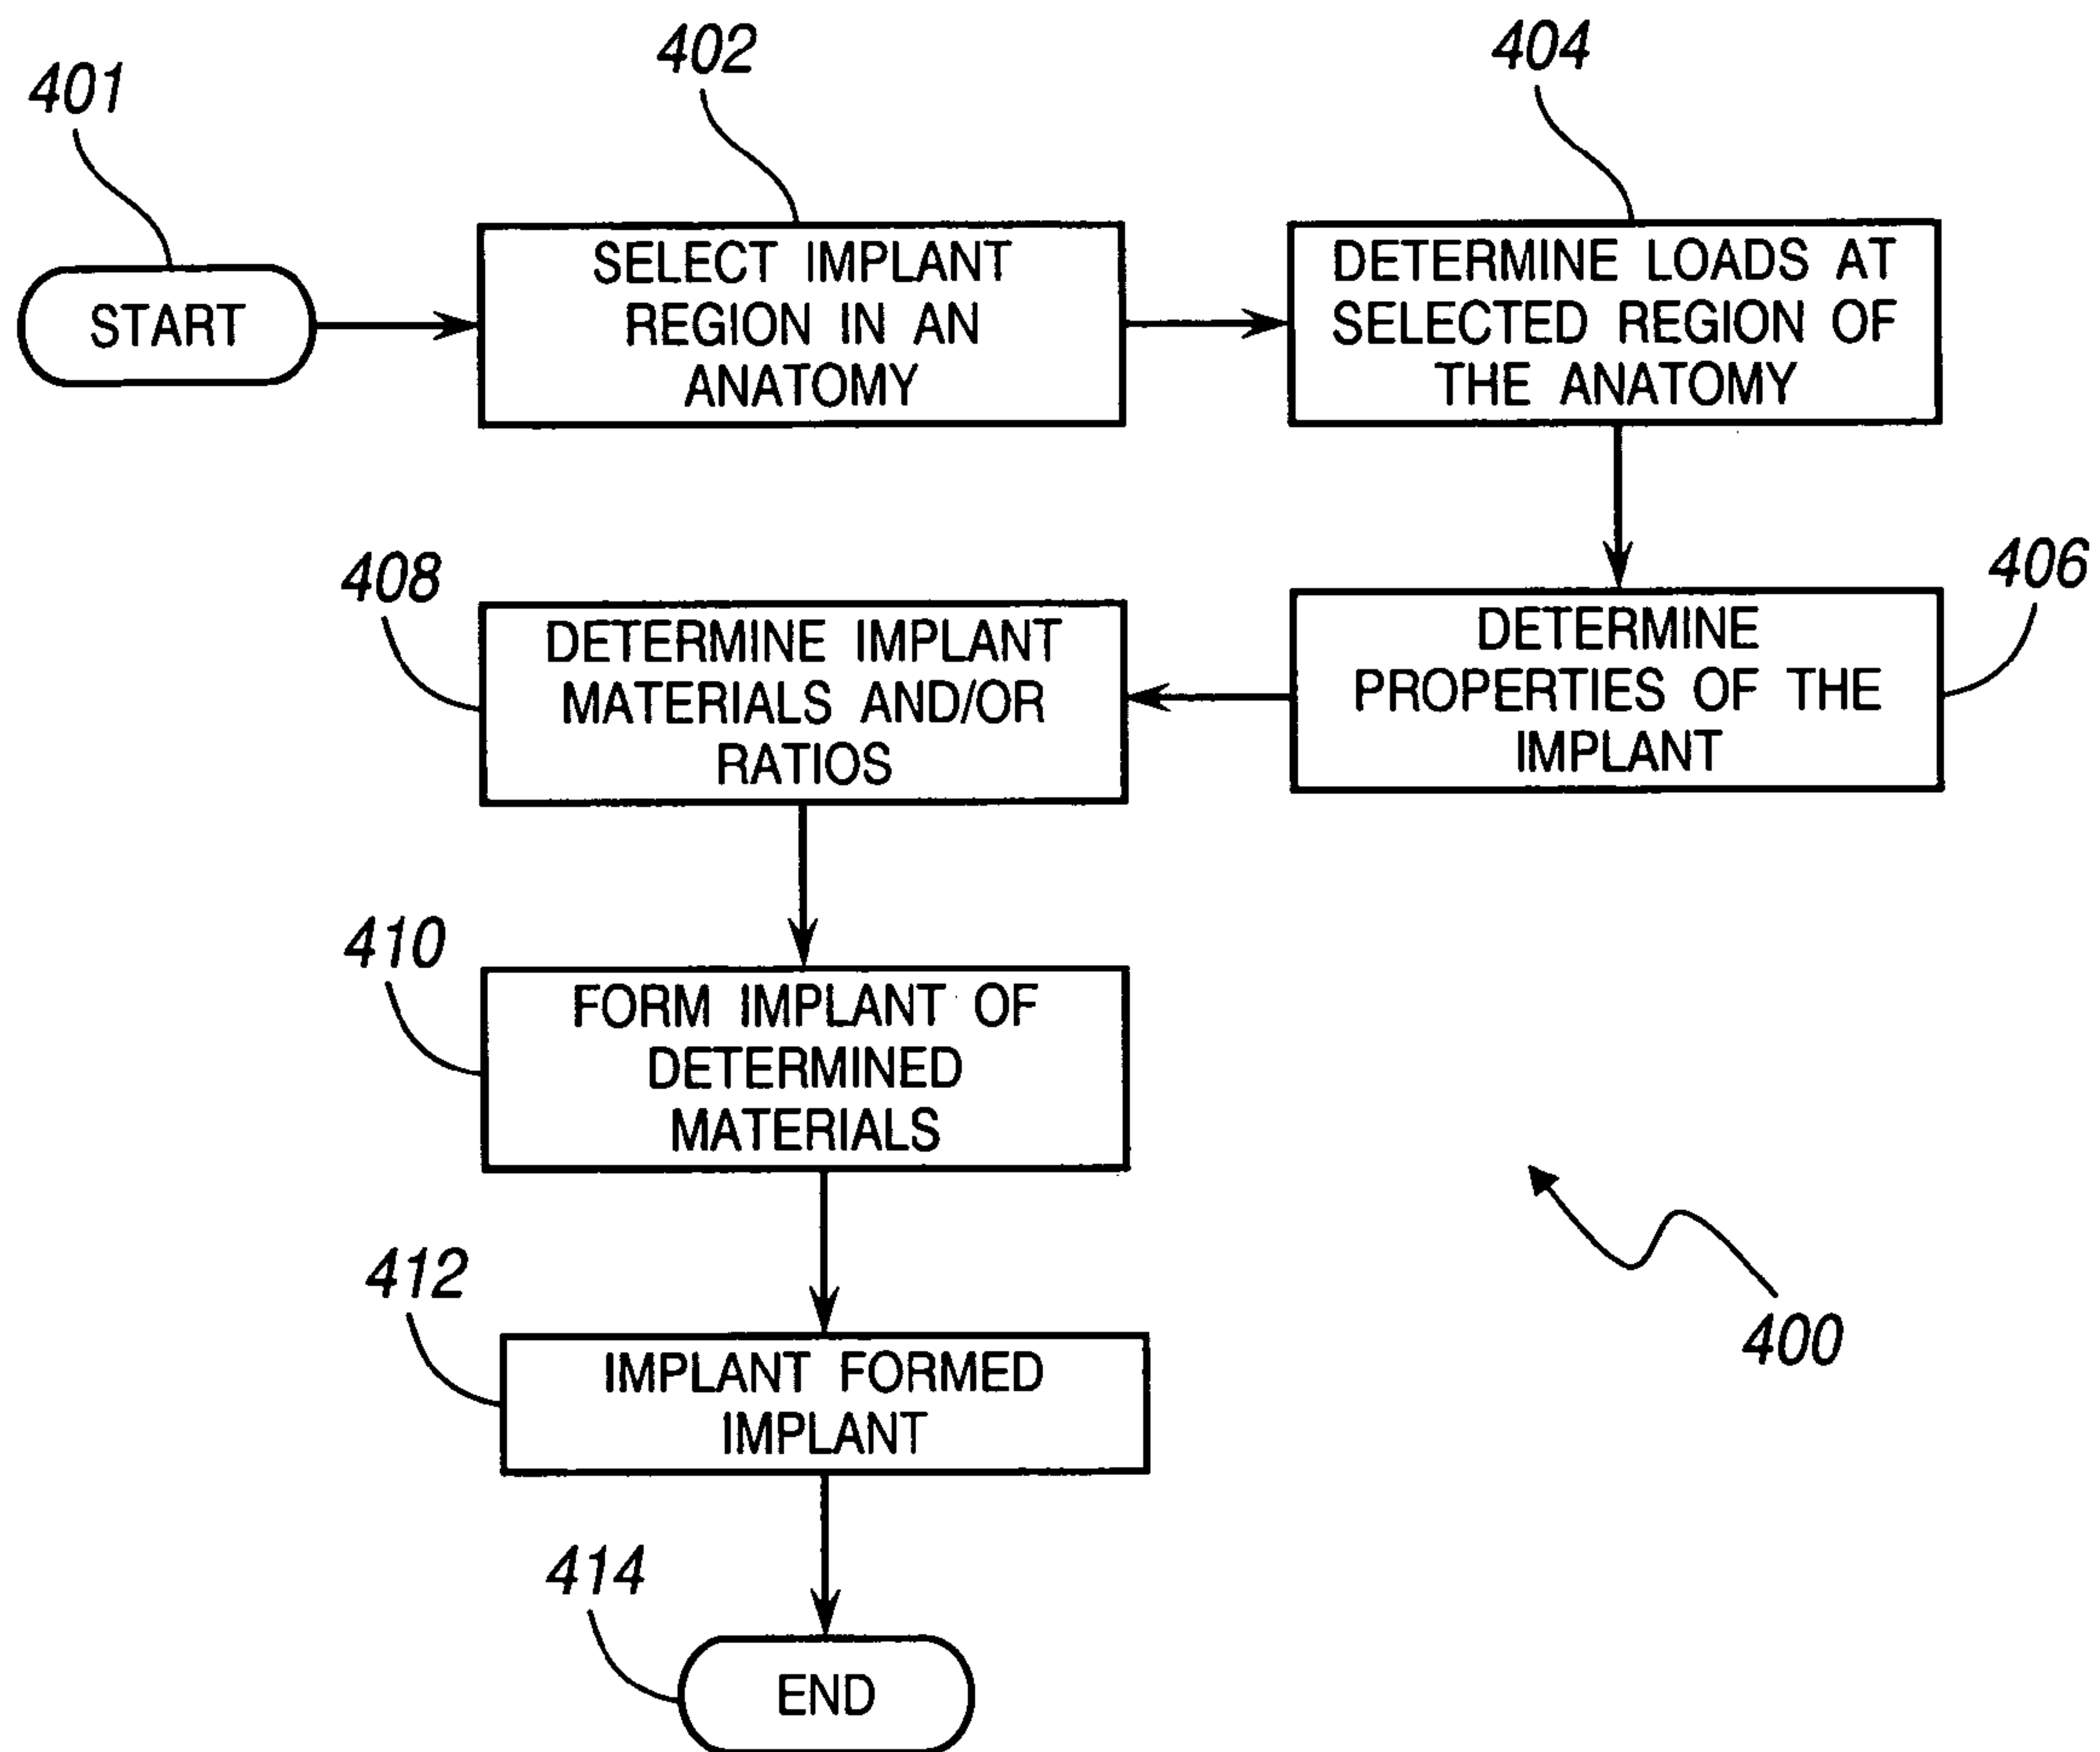 401
402
404
START
SELECT IMPLANT
REGION IN AN
ANATOMY
DETERMINE LOADS AT
SELECTED REGION OF
THE ANATOMY
406
DETERMINE
PROPERTIES OF THE
IMPLANT
408
DETERMINE IMPLANT
MATERIALS AND/OR
RATIOS
410
FORM IMPLANT OF
DETERMINED
MATERIALS
412
IMPLANT FORMED
IMPLANT
400
414
END